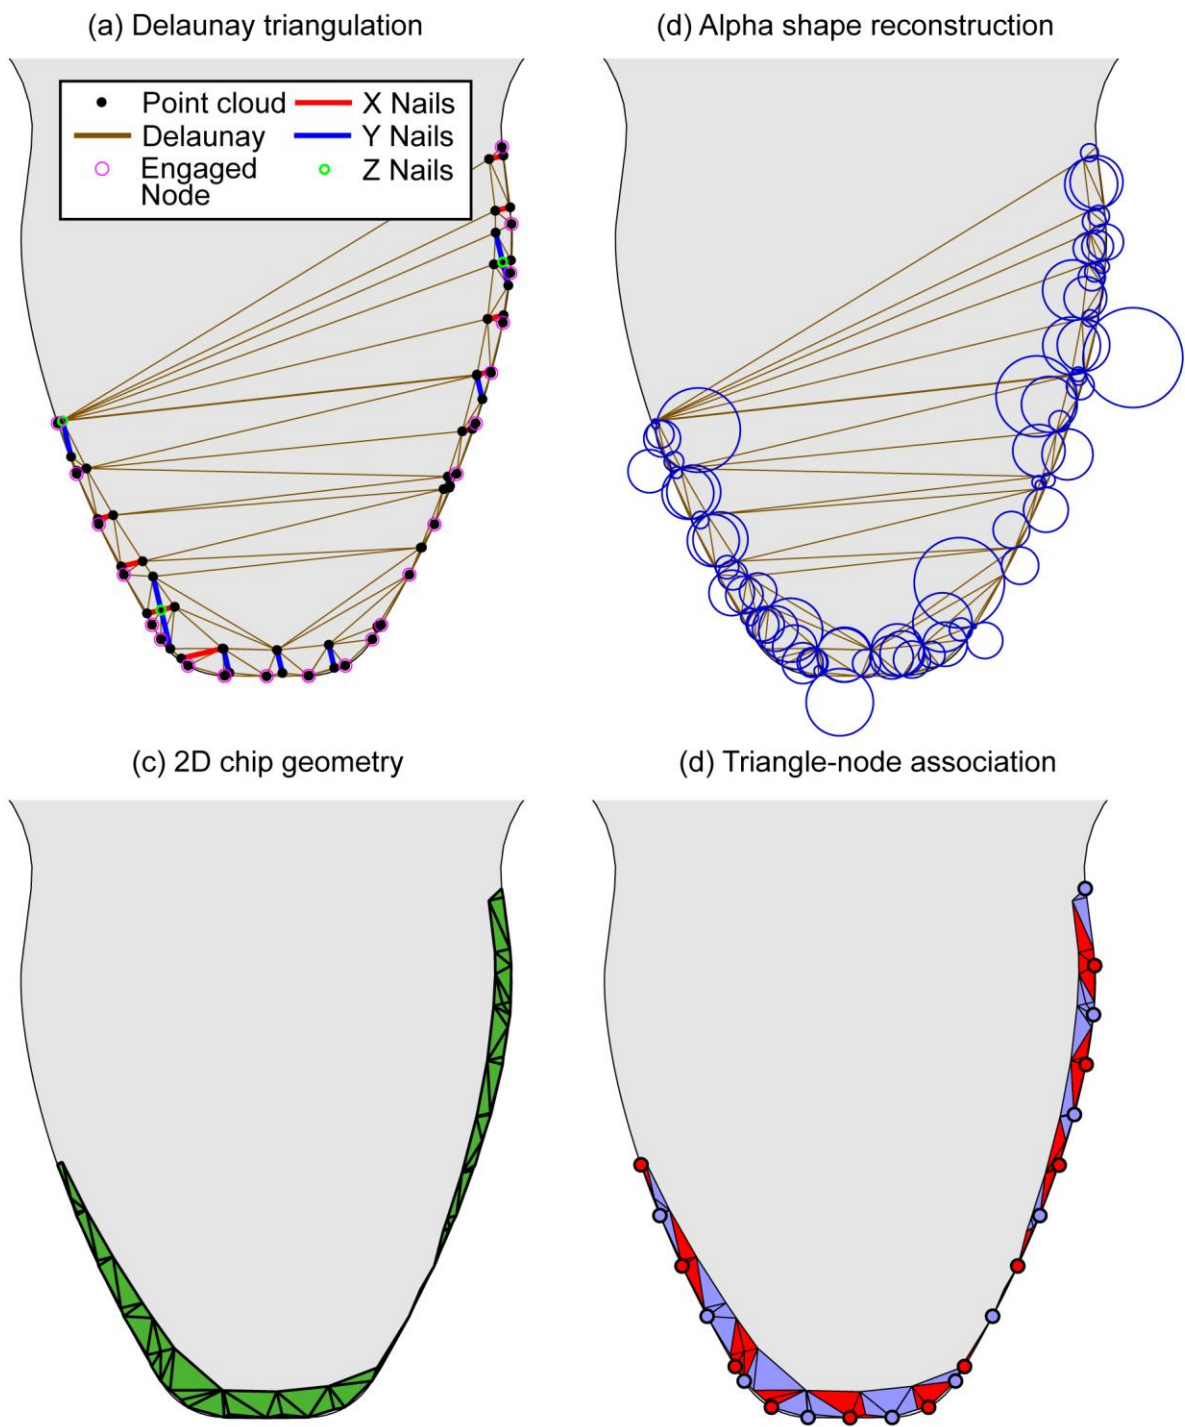 (a) Delaunay triangulation
(d) Alpha shape reconstruction
Point cloud
X Nails
Delaunay
Y Nails
Engaged
Node
Z Nails
(c) 2D chip geometry
(d) Triangle-node association